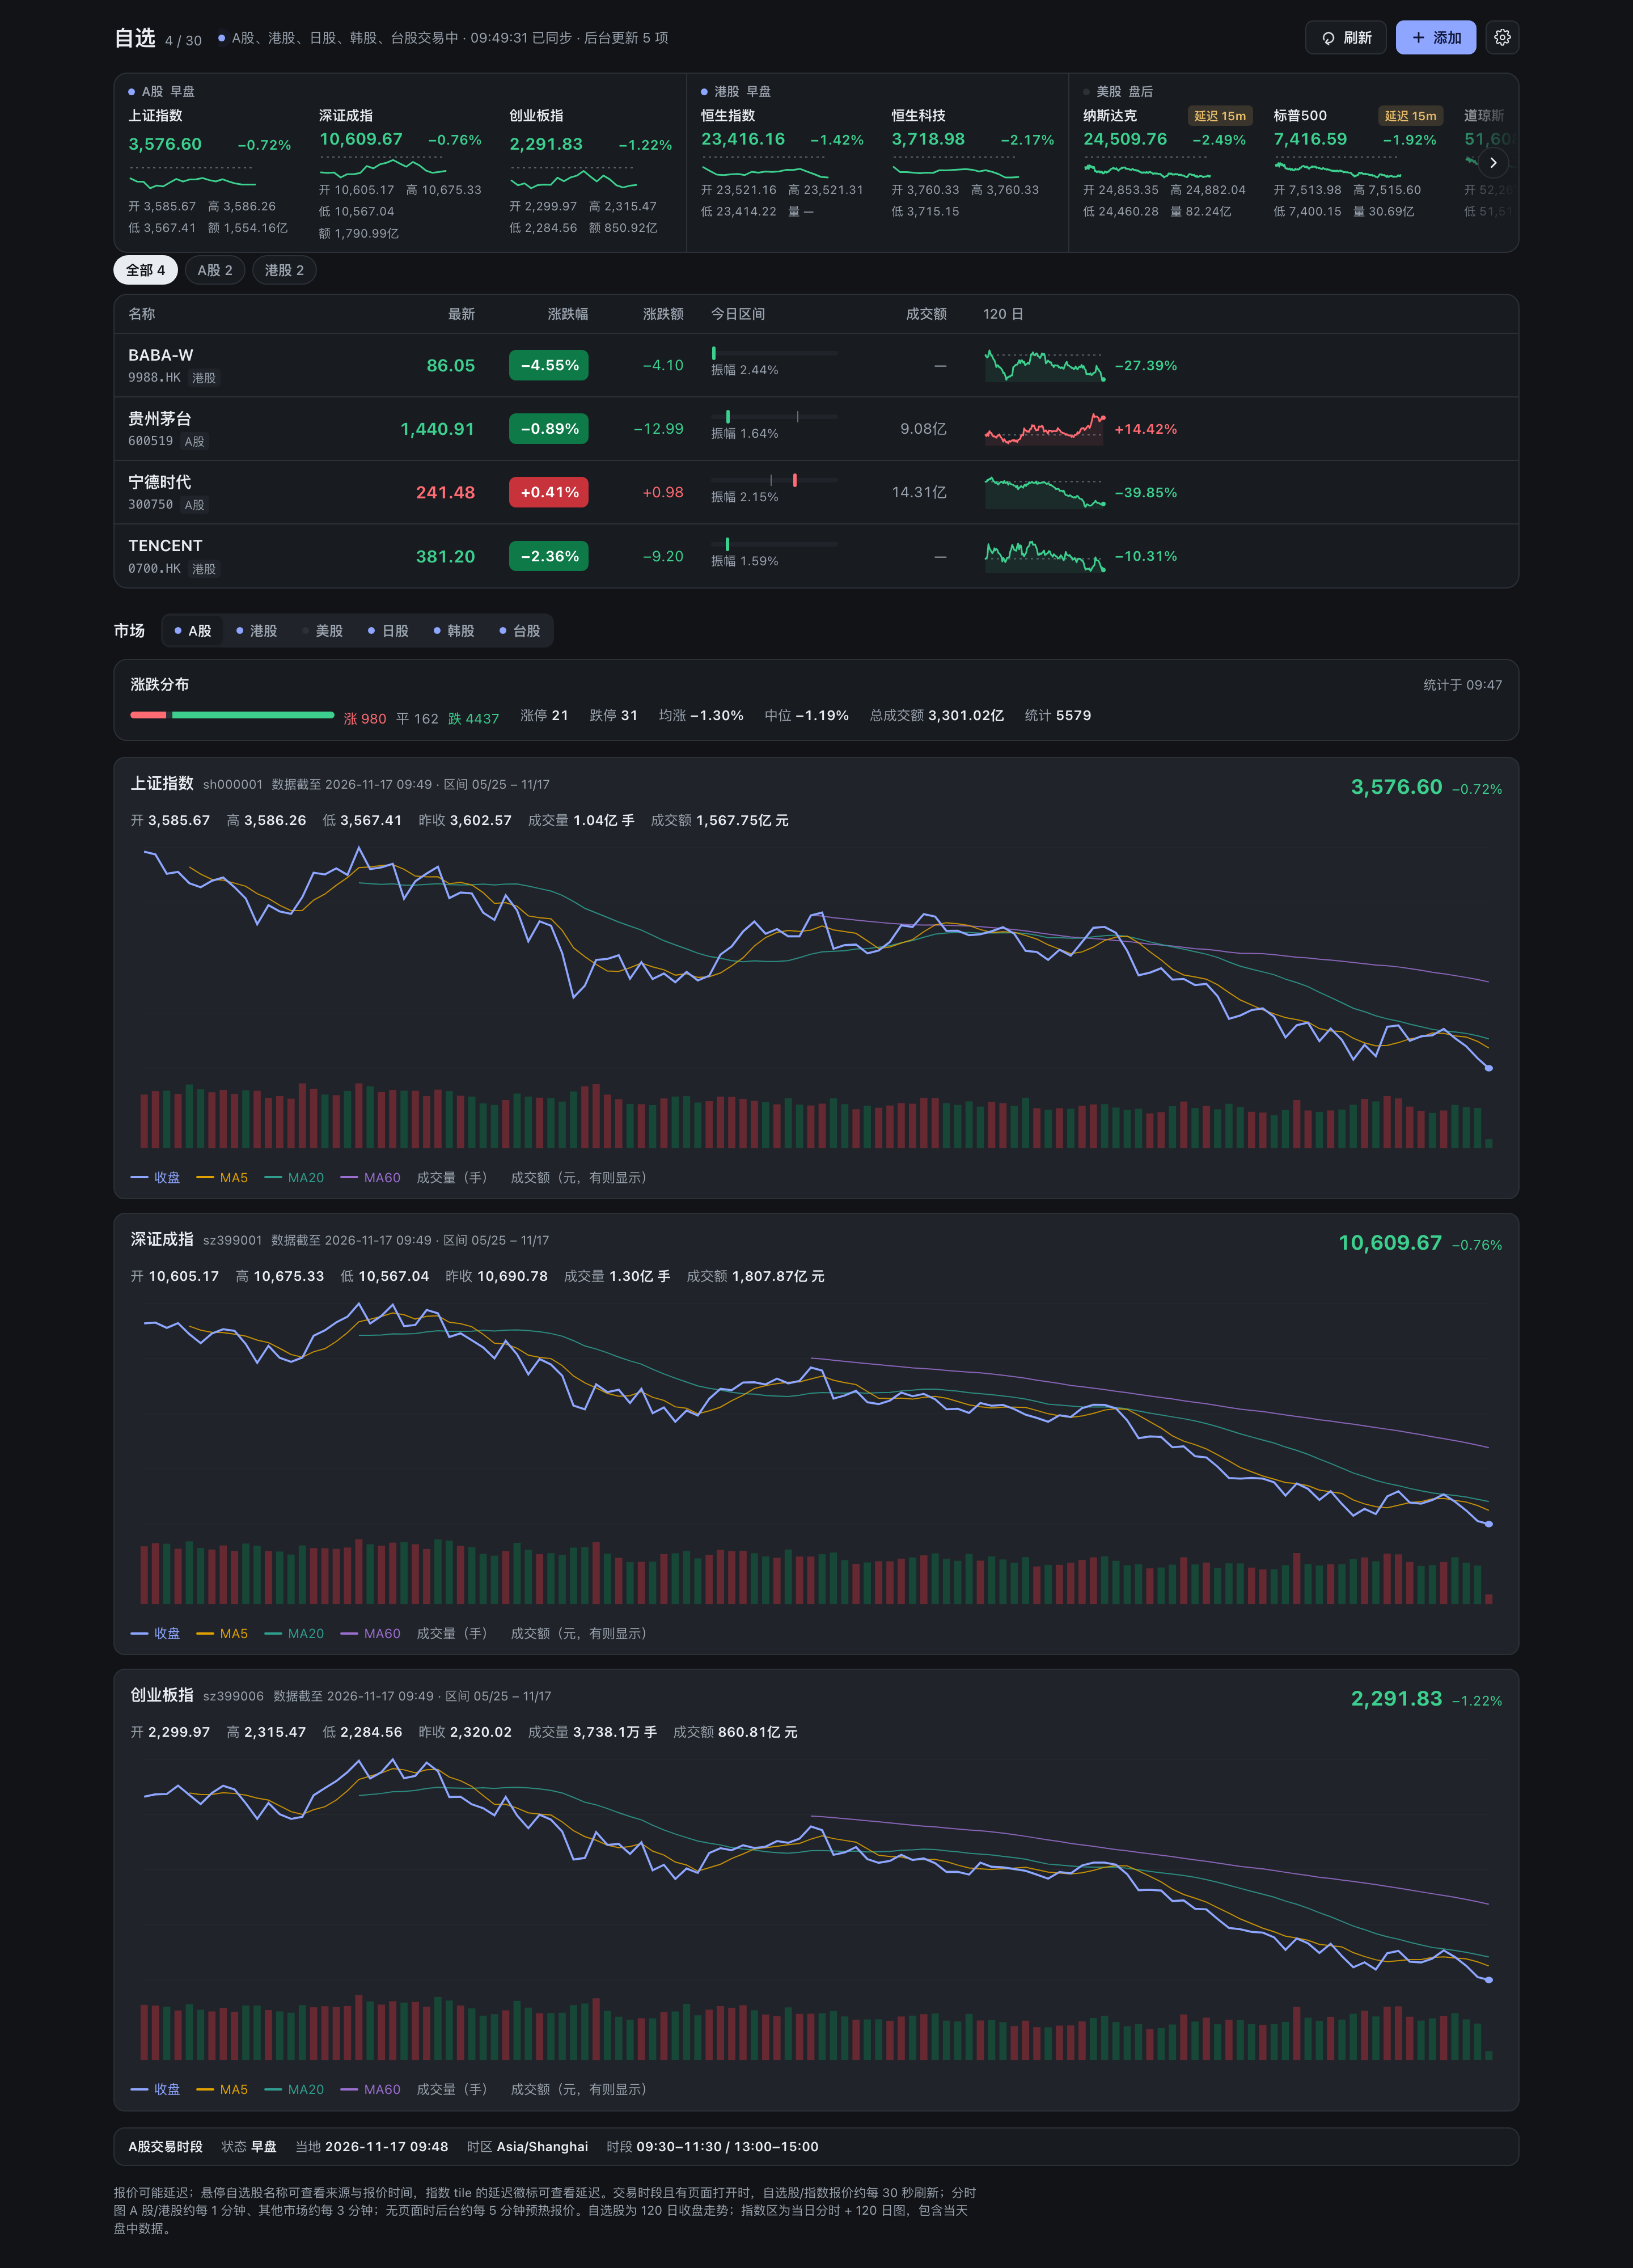 自选 4 / 30 A股、港股、日股、韩股、台股交易中 · 09:49:31 已同步 · 后台更新 5 项 刷新 添加
A股 早盘
上证指数
3,576.60 −0.72%
开 3,585.67 高 3,586.26
低 3,567.41 额 1,554.16亿
深证成指
10,609.67 −0.76%
开 10,605.17 高 10,675.33
低 10,567.04
额 1,790.99亿
创业板指
2,291.83 −1.22%
开 2,299.97 高 2,315.47
低 2,284.56 额 850.92亿
港股 早盘
恒生指数
23,416.16 −1.42%
开 23,521.16 高 23,521.31
低 23,414.22 量 —
恒生科技
3,718.98 −2.17%
开 3,760.33 高 3,760.33
低 3,715.15
美股 盘后
纳斯达克 延迟 15m
24,509.76 −2.49%
开 24,853.35 高 24,882.04
低 24,460.28 量 82.24亿
标普500 延迟 15m
7,416.59 −1.92%
开 7,513.98 高 7,515.60
低 7,400.15 量 30.69亿
道琼斯
全部 4 A股 2 港股 2
名称 最新 涨跌幅 涨跌额 今日区间 成交额 120 日
BABA-W
9988.HK 港股 86.05 −4.55% −4.10 振幅 2.44% — −27.39%
贵州茅台
600519 A股 1,440.91 −0.89% −12.99 振幅 1.64% 9.08亿 +14.42%
宁德时代
300750 A股 241.48 +0.41% +0.98 振幅 2.15% 14.31亿 −39.85%
TENCENT
0700.HK 港股 381.20 −2.36% −9.20 振幅 1.59% — −10.31%
市场 A股 港股 美股 日股 韩股 台股
涨跌分布 统计于 09:47
涨 980 平 162 跌 4437 涨停 21 跌停 31 均涨 −1.30% 中位 −1.19% 总成交额 3,301.02亿 统计 5579
上证指数 sh000001 数据截至 2026-11-17 09:49 · 区间 05/25 – 11/17 3,576.60 −0.72%
开 3,585.67 高 3,586.26 低 3,567.41 昨收 3,602.57 成交量 1.04亿 手 成交额 1,567.75亿 元
收盘 MA5 MA20 MA60 成交量（手） 成交额（元，有则显示）
深证成指 sz399001 数据截至 2026-11-17 09:49 · 区间 05/25 – 11/17 10,609.67 −0.76%
开 10,605.17 高 10,675.33 低 10,567.04 昨收 10,690.78 成交量 1.30亿 手 成交额 1,807.87亿 元
收盘 MA5 MA20 MA60 成交量（手） 成交额（元，有则显示）
创业板指 sz399006 数据截至 2026-11-17 09:49 · 区间 05/25 – 11/17 2,291.83 −1.22%
开 2,299.97 高 2,315.47 低 2,284.56 昨收 2,320.02 成交量 3,738.1万 手 成交额 860.81亿 元
收盘 MA5 MA20 MA60 成交量（手） 成交额（元，有则显示）
A股交易时段 状态 早盘 当地 2026-11-17 09:48 时区 Asia/Shanghai 时段 09:30–11:30 / 13:00–15:00
报价可能延迟；悬停自选股名称可查看来源与报价时间，指数 tile 的延迟徽标可查看延迟。交易时段且有页面打开时，自选股/指数报价约每 30 秒刷新；分时
图 A 股/港股约每 1 分钟、其他市场约每 3 分钟；无页面时后台约每 5 分钟预热报价。自选股为 120 日收盘走势；指数区为当日分时 + 120 日图，包含当天
盘中数据。